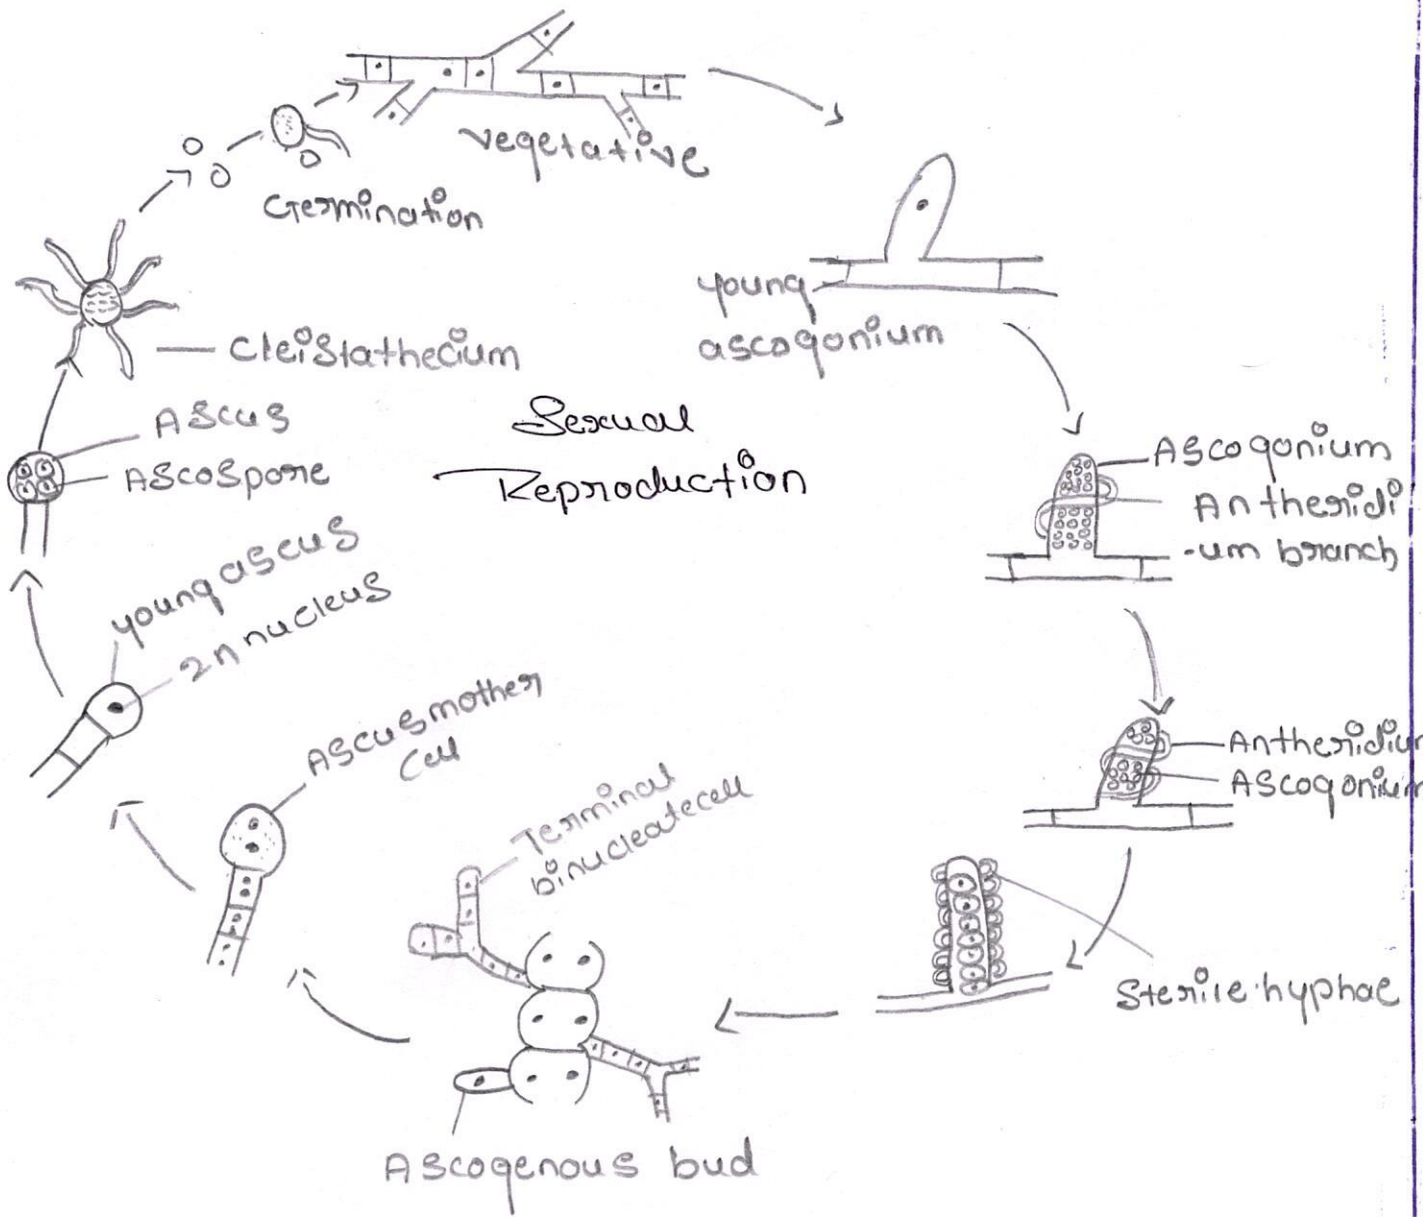 vegetative
Germination
young
ascogonium
Cleistathecium
Ascus
Ascospore
Sexual
Reproduction
Ascogonium
Antheridi
-um branch
young ascus
2n nucleus
Ascus mother
Cell
Antheridium
Ascogonium
Terminal
binucleate cell
Sterile hyphae
Ascogenous bud